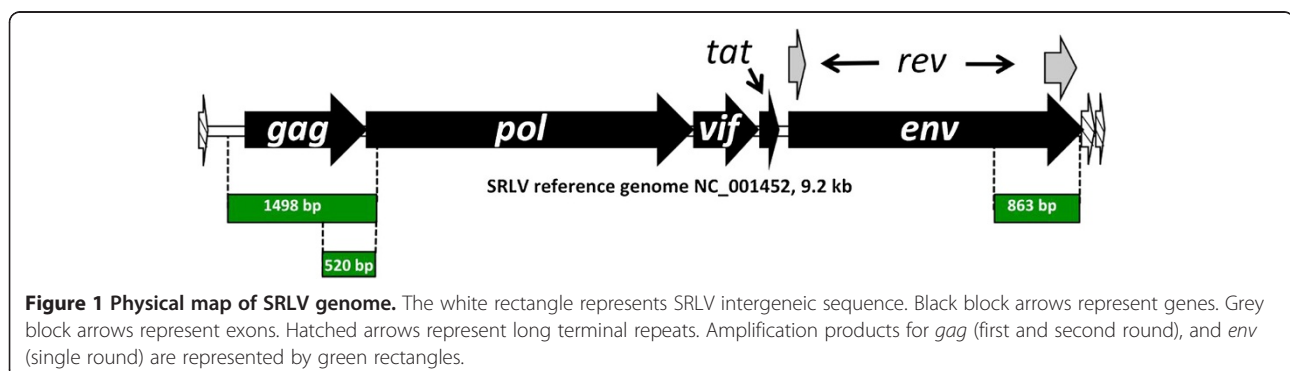 tat
rev
gag
pol
vif
env
SRLV reference genome NC_001452, 9.2 kb
1498 bp
863 bp
520 bp
Figure 1 Physical map of SRLV genome. The white rectangle represents SRLV intergeneic sequence. Black block arrows represent genes. Grey
block arrows represent exons. Hatched arrows represent long terminal repeats. Amplification products for gag (first and second round), and env
(single round) are represented by green rectangles.